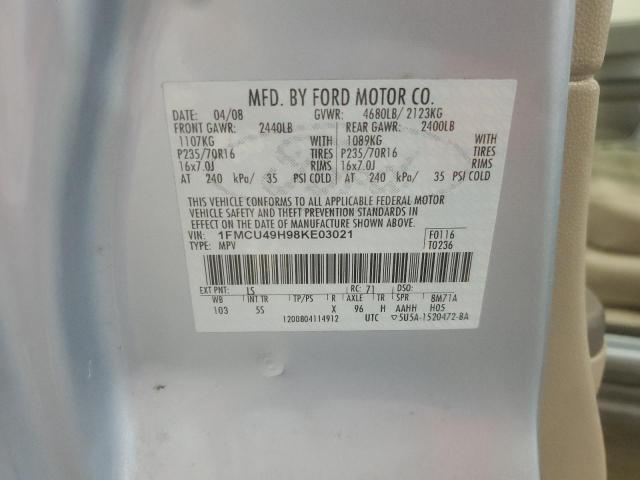 MFD. BY FORD MOTOR CO.
DATE: 04/08 GVWR: 4680LB/ 2123KG
FRONT GAWR: 2440LB REAR GAWR: 2400LB
1107KG WITH 1089KG WITH
P235/70R16 TIRES P235/70R16 TIRES
16x7.0J RIMS 16x7.0J RIMS
AT 240 kPa/ 35 PSI COLD AT 240 kPa/ 35 PSI COLD
THIS VEHICLE CONFORMS TO ALL APPLICABLE FEDERAL MOTOR
VEHICLE SAFETY AND THEFT PREVENTION STANDARDS IN
EFFECT ON THE DATE OF MANUFACTURE SHOWN ABOVE.
VIN: 1FMCU49H98KE03021 F0116
TYPE: MPV T0236
EXT PNT: LS RC: 71 DSO:
WB INT TR TP/PS R AXLE TR SPR 8M71A
103 5S X 96 H AAHH H05
1200804114912 UTC ▽5U5A-1520472-BA